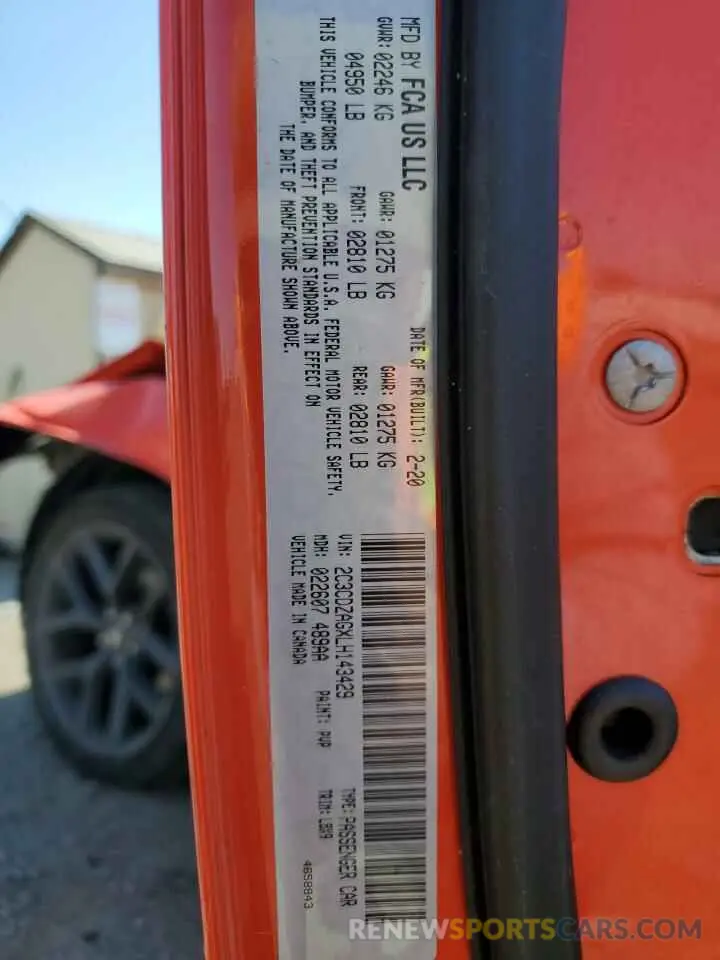 MFD BY FCA US LLC
DATE OF MFR(BUILT): 2-20
GVWR: 02246 KG GAWR: 01275 KG GAWR: 01275 KG
04950 LB FRONT: 02810 LB REAR: 02810 LB
THIS VEHICLE CONFORMS TO ALL APPLICABLE U.S.A. FEDERAL MOTOR VEHICLE SAFETY,
BUMPER, AND THEFT PREVENTION STANDARDS IN EFFECT ON
THE DATE OF MANUFACTURE SHOWN ABOVE.
VIN: 2C3CDZAGXLH143429 TYPE: PASSENGER CAR
MDH: 022607 489AA PAINT: PVP TRIM: LBX9
VEHICLE MADE IN CANADA 4658843
RENEWSPORTSCARS.COM